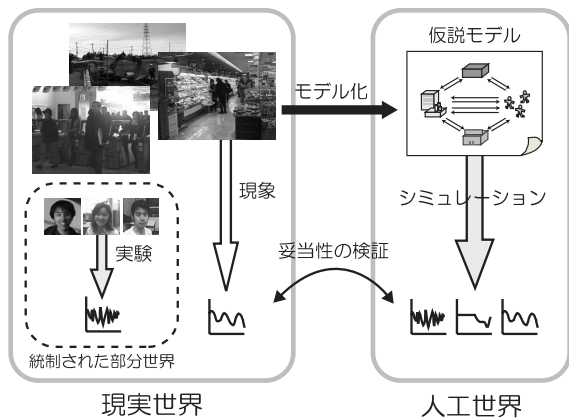 仮説モデル
モデル化
現象
シミュレーション
実験
妥当性の検証
統制された部分世界
現実世界
人工世界